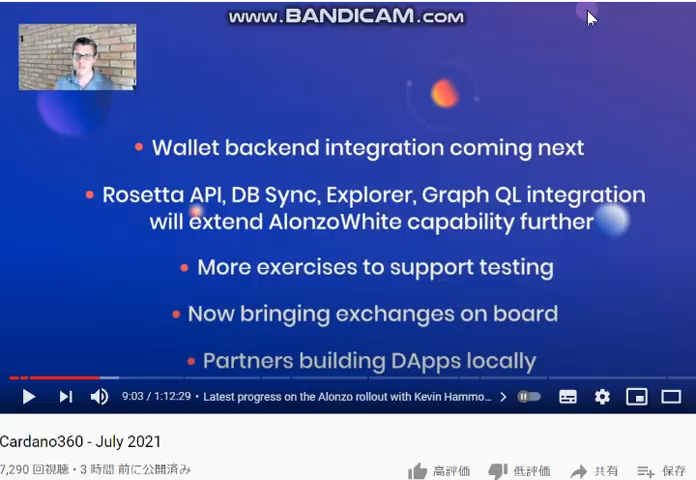 www.BANDICAM.com
• Wallet backend integration coming next
• Rosetta API, DB Sync, Explorer, Graph QL integration
will extend AlonzoWhite capability further
• More exercises to support testing
• Now bringing exchanges on board
• Partners building DApps locally
9:03 / 1:12:29 • Latest progress on the Alonzo rollout with Kevin Hammo...
Cardano360 - July 2021
7,290 回視聴・3 時間 前に公開済み
高評価 低評価 共有 保存